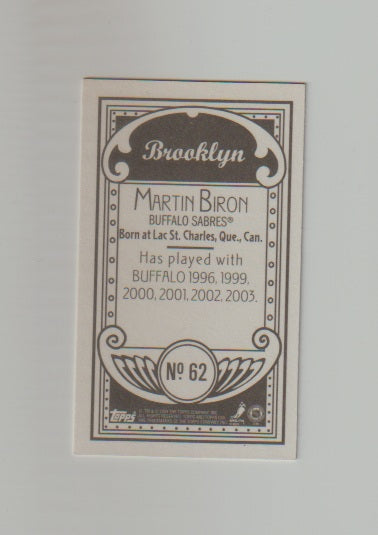 Brooklyn
MARTIN BIRON
BUFFALO SABRES®
Born at Lac St. Charles, Que., Can.
Has played with
BUFFALO 1996, 1999,
2000, 2001, 2002, 2003.
Nº 62
Topps